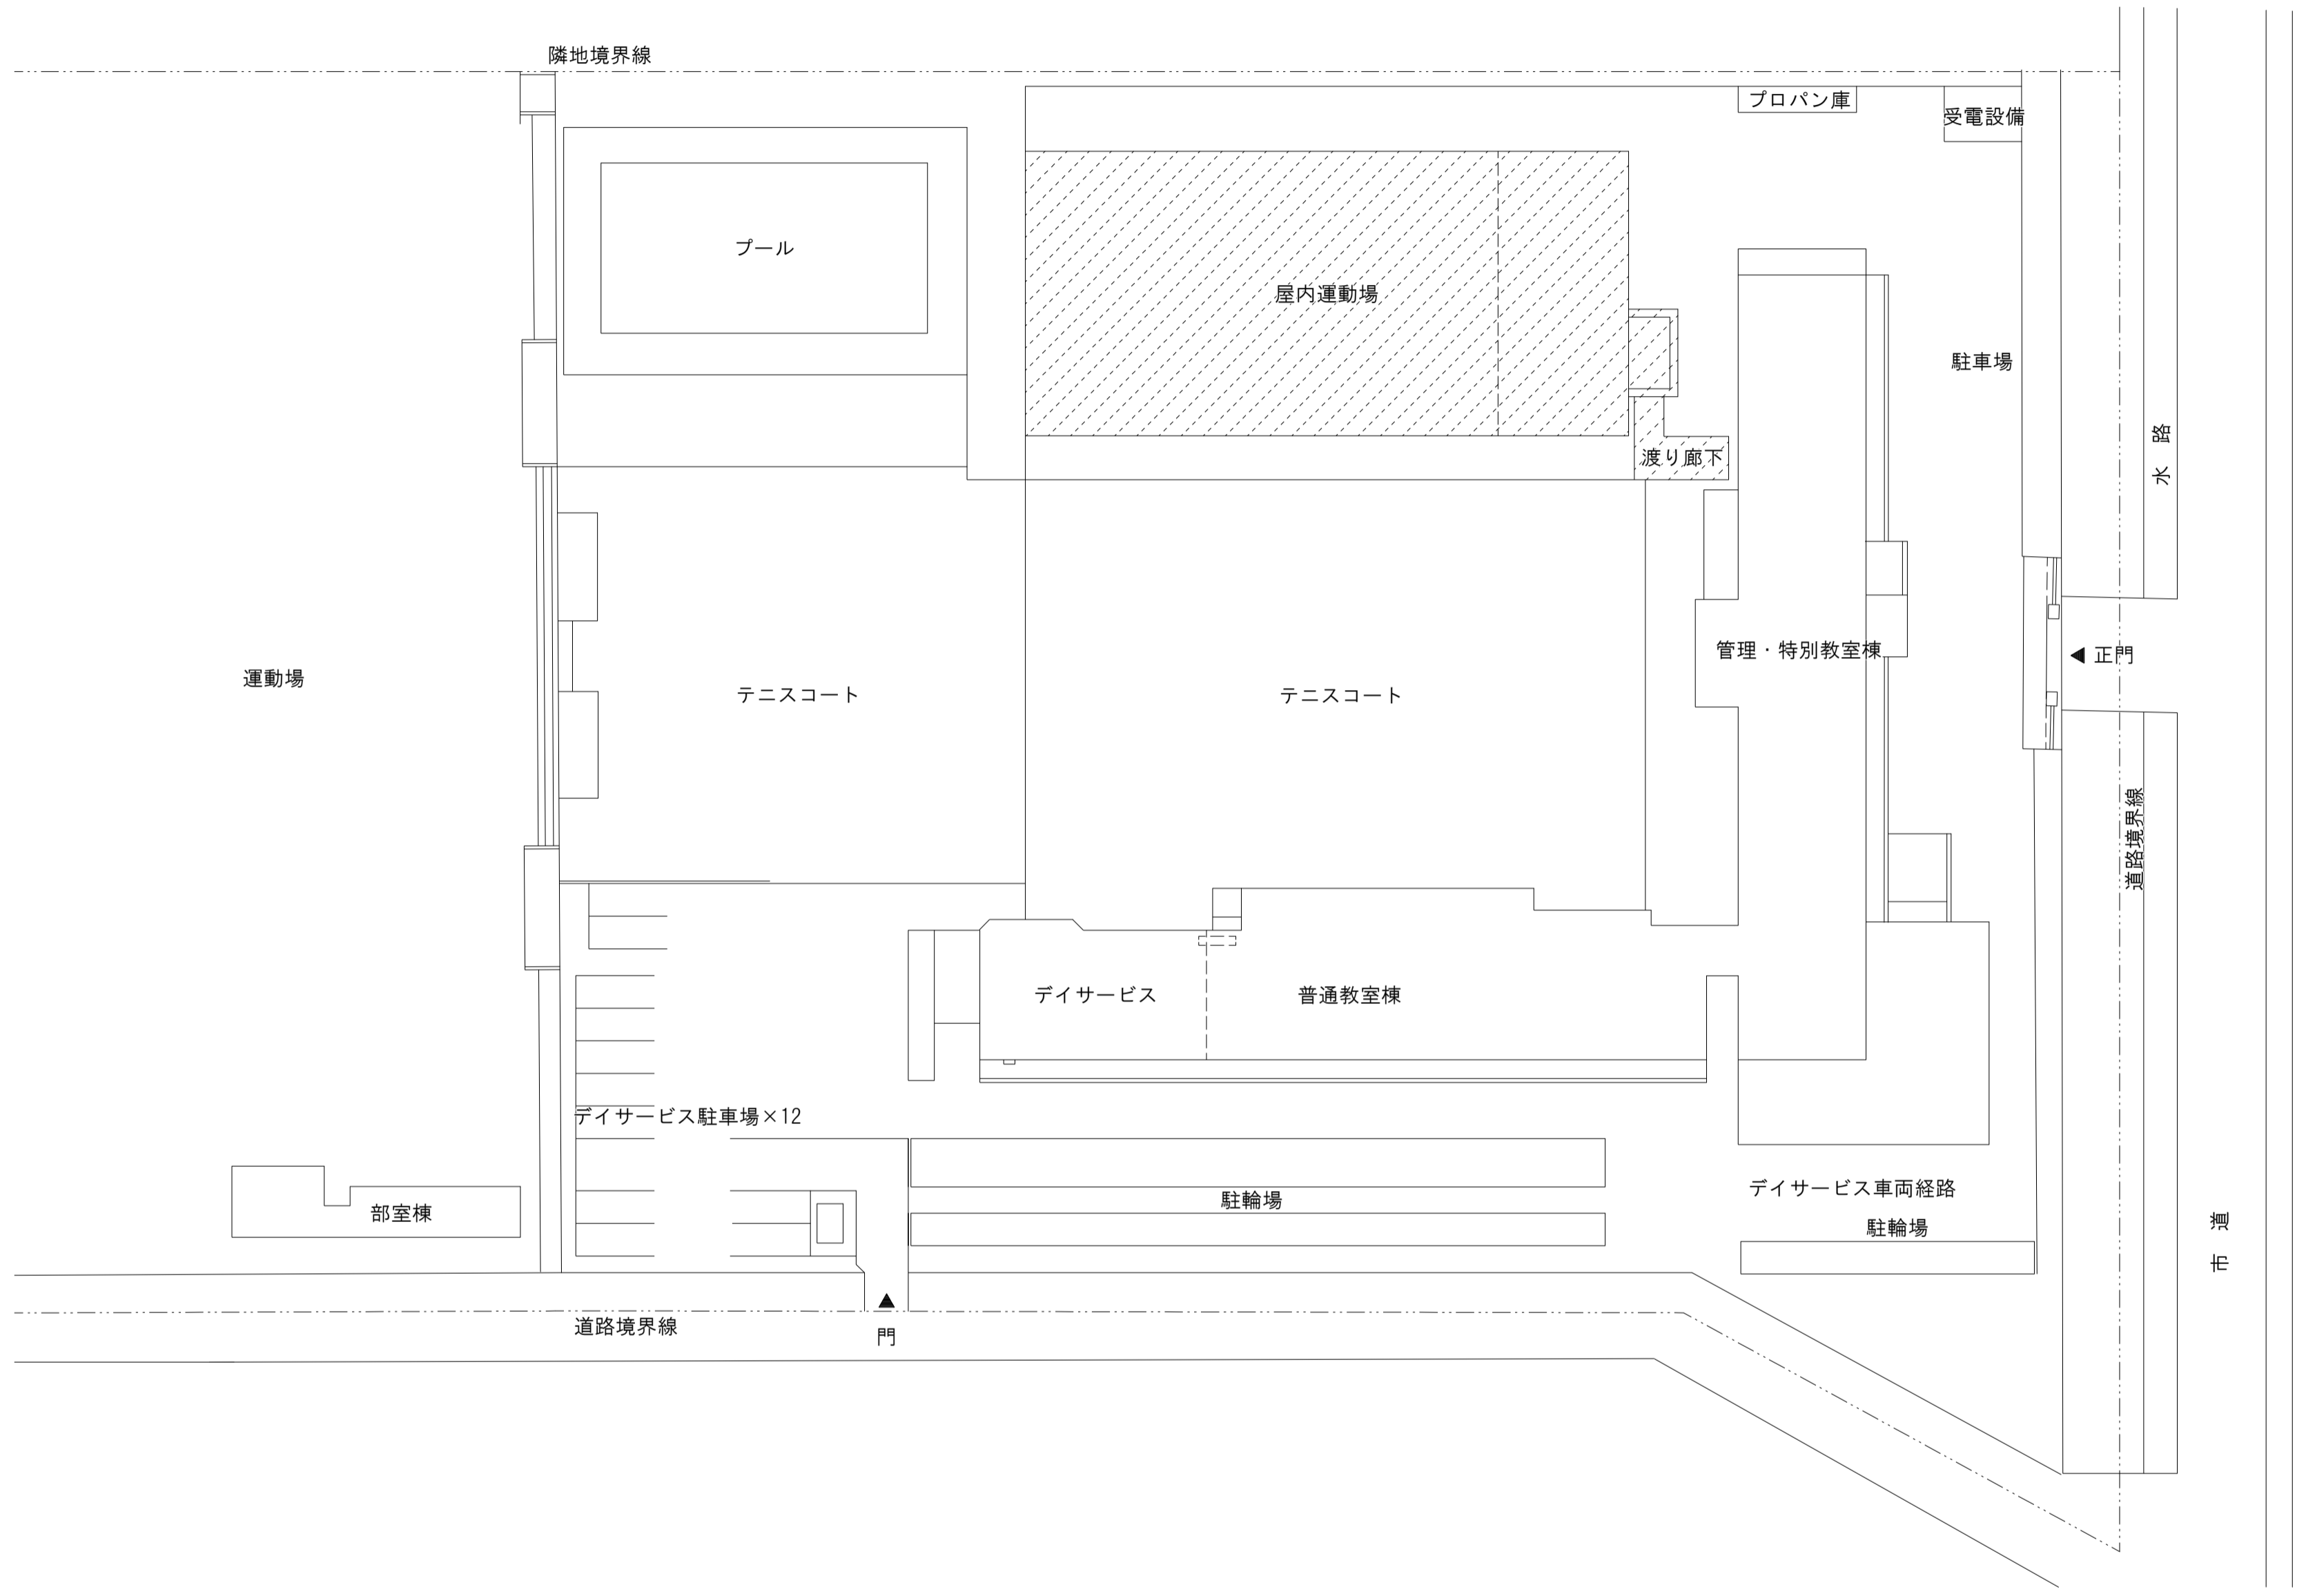 隣地境界線
プロパン庫
受電設備
プール
屋内運動場
駐車場
水路
渡り廊下
管理・特別教室棟
正門
運動場
テニスコート
テニスコート
道路境界線
デイサービス
普通教室棟
デイサービス駐車場×12
デイサービス車両経路
駐輪場
部室棟
駐輪場
市道
道路境界線
門